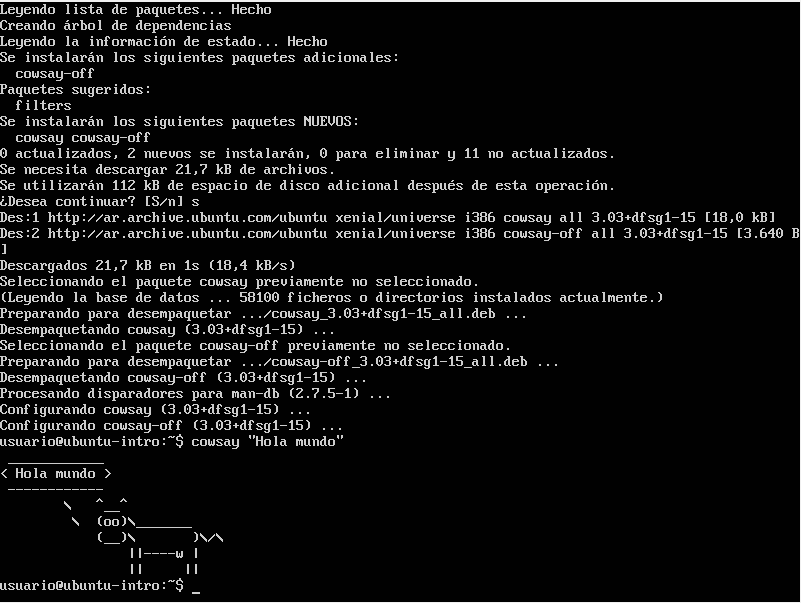 Leyendo lista de paquetes... Hecho
Creando árbol de dependencias
Leyendo la información de estado... Hecho
Se instalarán los siguientes paquetes adicionales:
  cowsay-off
Paquetes sugeridos:
  filters
Se instalarán los siguientes paquetes NUEVOS:
  cowsay cowsay-off
0 actualizados, 2 nuevos se instalarán, 0 para eliminar y 11 no actualizados.
Se necesita descargar 21,7 kB de archivos.
Se utilizarán 112 kB de espacio de disco adicional después de esta operación.
¿Desea continuar? [S/n] s
Des:1 http://ar.archive.ubuntu.com/ubuntu xenial/universe i386 cowsay all 3.03+dfsg1-15 [18,0 kB]
Des:2 http://ar.archive.ubuntu.com/ubuntu xenial/universe i386 cowsay-off all 3.03+dfsg1-15 [3.640 B
]
Descargados 21,7 kB en 1s (18,4 kB/s)
Seleccionando el paquete cowsay previamente no seleccionado.
(Leyendo la base de datos ... 58100 ficheros o directorios instalados actualmente.)
Preparando para desempaquetar .../cowsay_3.03+dfsg1-15_all.deb ...
Desempaquetando cowsay (3.03+dfsg1-15) ...
Seleccionando el paquete cowsay-off previamente no seleccionado.
Preparando para desempaquetar .../cowsay-off_3.03+dfsg1-15_all.deb ...
Desempaquetando cowsay-off (3.03+dfsg1-15) ...
Procesando disparadores para man-db (2.7.5-1) ...
Configurando cowsay (3.03+dfsg1-15) ...
Configurando cowsay-off (3.03+dfsg1-15) ...
usuario@ubuntu-intro:~$ cowsay "Hola mundo"
 ____________
< Hola mundo >
 ------------
        \   ^__^
         \  (oo)\_______
            (__)\       )\/\
                ||----w |
                ||     ||
usuario@ubuntu-intro:~$ _